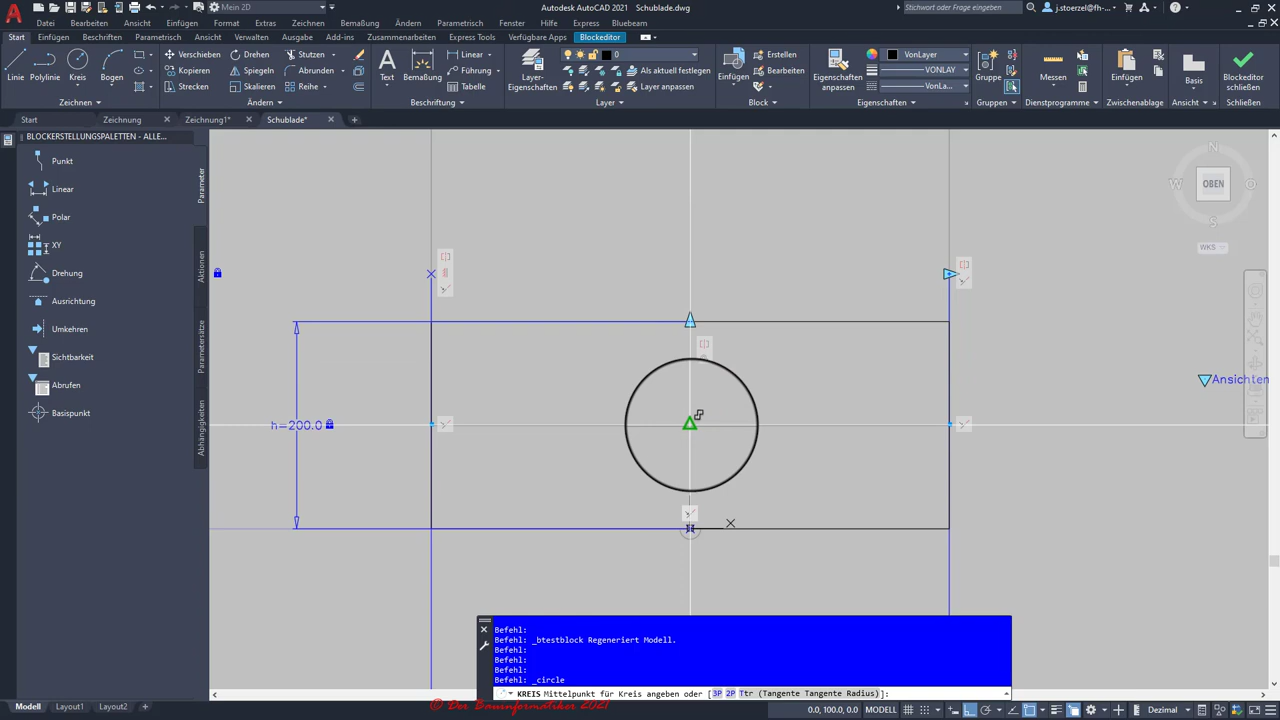 Mein 2D
Autodesk AutoCAD 2021 Schublade.dwg
Stichwort oder Frage eingeben
j.stoerzel@fh-...
Datei Bearbeiten Ansicht Einfügen Format Extras Zeichnen Bemaßung Ändern Parametrisch Fenster Hilfe Express Bluebeam
Start Einfügen Beschriften Parametrisch Ansicht Verwalten Ausgabe Add-ins Zusammenarbeiten Express Tools Verfügbare Apps Blockeditor
Verschieben Drehen Stutzen
Kopieren Spiegeln Abrunden
Strecken Skalieren Reihe
Linie Polylinie Kreis Bogen
Text Bemaßung
Linear
Führung
Tabelle
Layer-
Eigenschaften
0
Als aktuell festlegen
Layer anpassen
Einfügen
Erstellen
Bearbeiten
Eigenschaften
anpassen
VonLayer
VONLAY
VonLa...
Gruppe
Messen
Einfügen
Basis
Blockeditor
schließen
Zeichnen Ändern Beschriftung Layer Block Eigenschaften Gruppen Dienstprogramme Zwischenablage Ansicht Schließen
Start Zeichnung Zeichnung1* Schublade*
BLOCKERSTELLUNGSPALETTEN - ALLE...
Punkt
Linear
Polar
XY
Drehung
Ausrichtung
Umkehren
Sichtbarkeit
Abrufen
Basispunkt
Parameter
Aktionen
Parametersätze
Abhängigkeiten
N
W OBEN O
S
WKS
h=200.0
Ansichten
Befehl:
Befehl: _btestblock Regeneriert Modell.
Befehl:
Befehl:
Befehl:
Befehl: _circle
KREIS Mittelpunkt für Kreis angeben oder [3P 2P Ttr (Tangente Tangente Radius)]:
Modell Layout1 Layout2
© Der Bauinformatiker 2021
0.0, 100.0, 0.0 MODELL
Dezimal